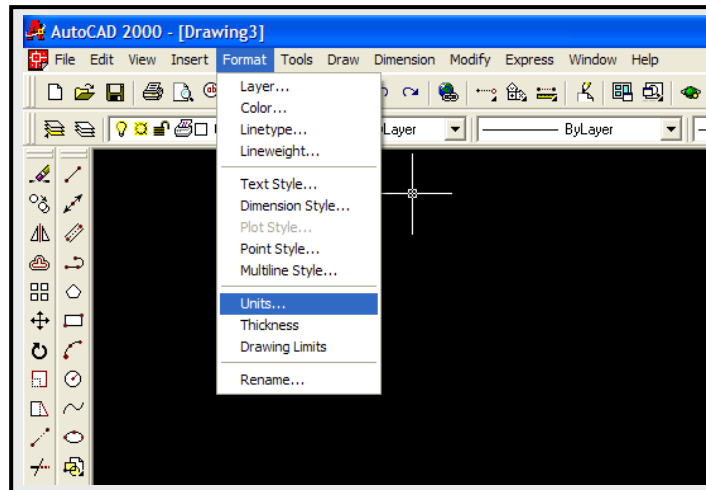 AutoCAD 2000 - [Drawing3]
File Edit View Insert Format Tools Draw Dimension Modify Express Window Help
Layer...
Color...
Linetype...
Lineweight...
Layer ByLayer
Text Style...
Dimension Style...
Plot Style...
Point Style...
Multiline Style...
Units...
Thickness
Drawing Limits
Rename...